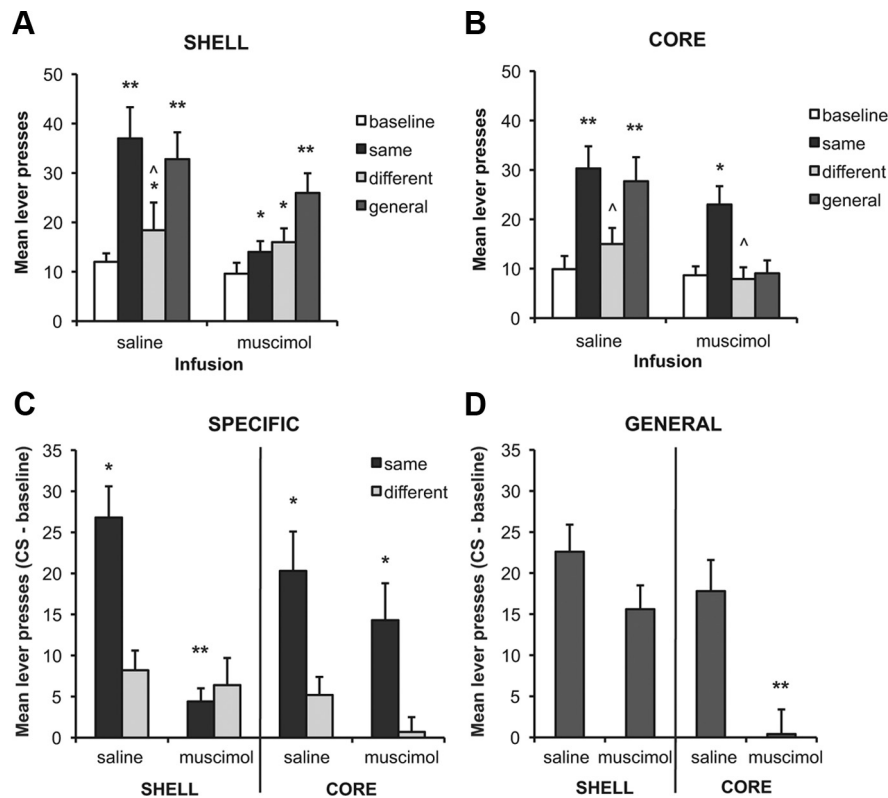 A
SHELL
Mean lever presses
50
40
30
20
10
0
**
^
*
**
*
*
**
baseline
same
different
general
saline
muscimol
Infusion
B
CORE
Mean lever presses
50
40
30
20
10
0
**
^
**
*
^
baseline
same
different
general
saline
muscimol
Infusion
C
SPECIFIC
Mean lever presses (CS - baseline)
35
30
25
20
15
10
5
0
*
**
*
*
same
different
saline
muscimol
saline
muscimol
SHELL
CORE
D
GENERAL
Mean lever presses (CS - baseline)
35
30
25
20
15
10
5
0
**
saline
muscimol
saline
muscimol
SHELL
CORE